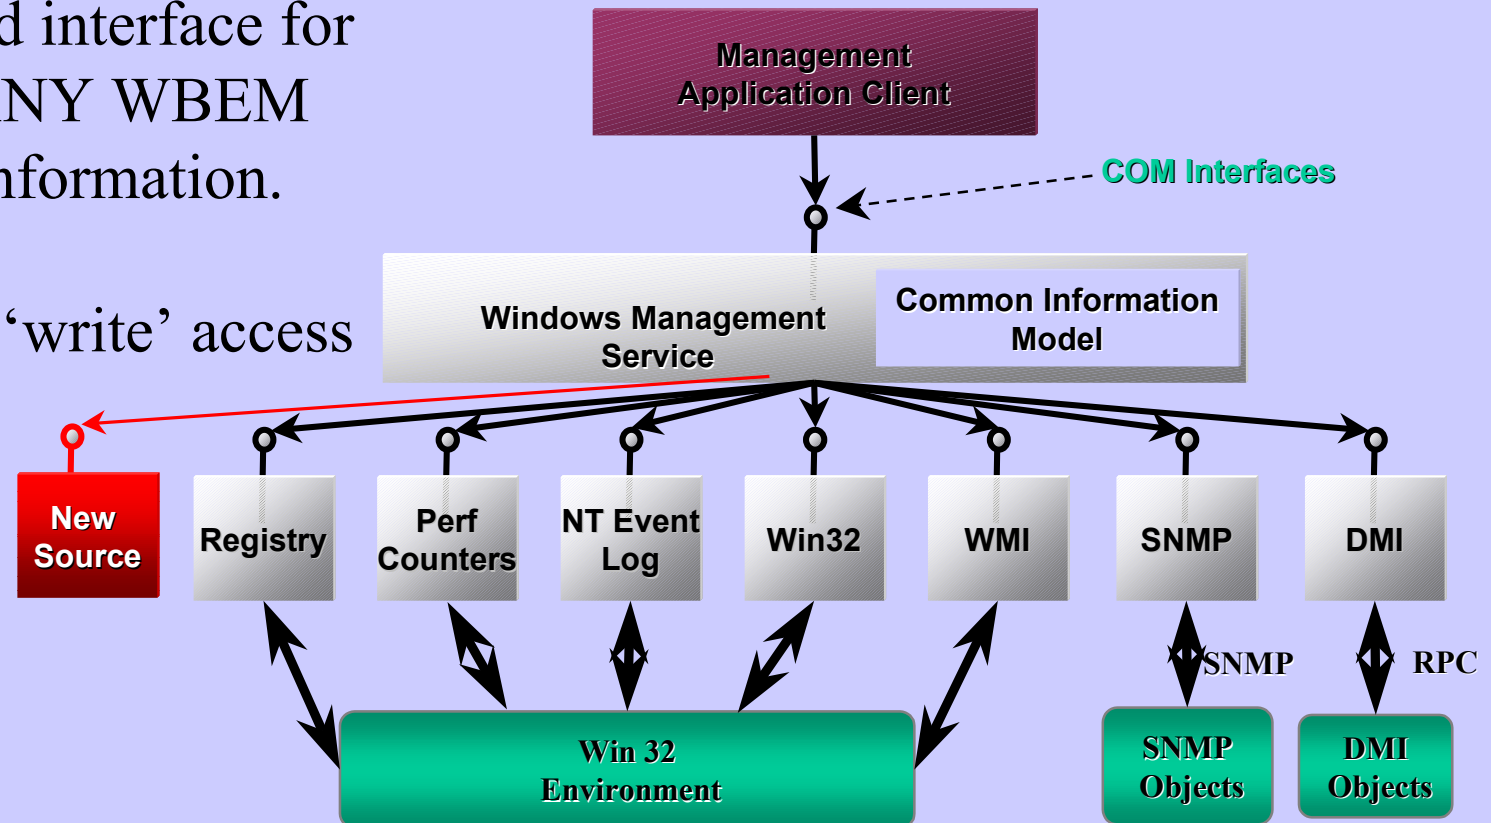 d interface for
NY WBEM
nformation.
‘write’ access
Management
Application Client
COM Interfaces
Windows Management
Service
Common Information
Model
New
Source
Registry
Perf
Counters
NT Event
Log
Win32
WMI
SNMP
DMI
SNMP
RPC
Win 32
Environment
SNMP
Objects
DMI
Objects